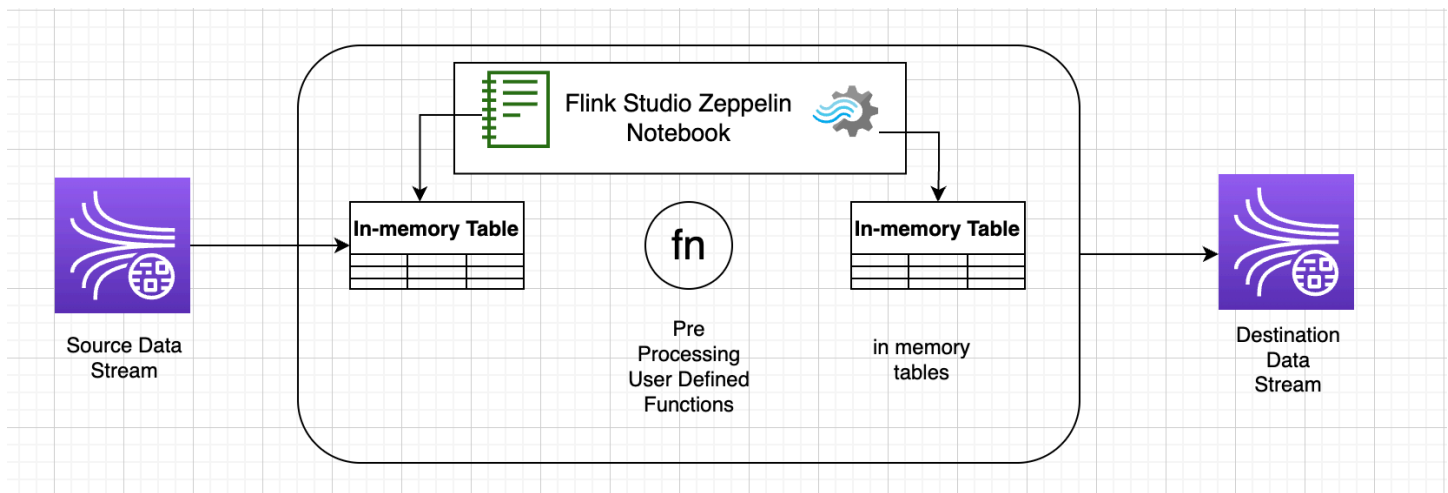 Flink Studio Zeppelin
Notebook
In-memory Table
fn
In-memory Table
Source Data
Stream
Pre
Processing
User Defined
Functions
in memory
tables
Destination
Data
Stream